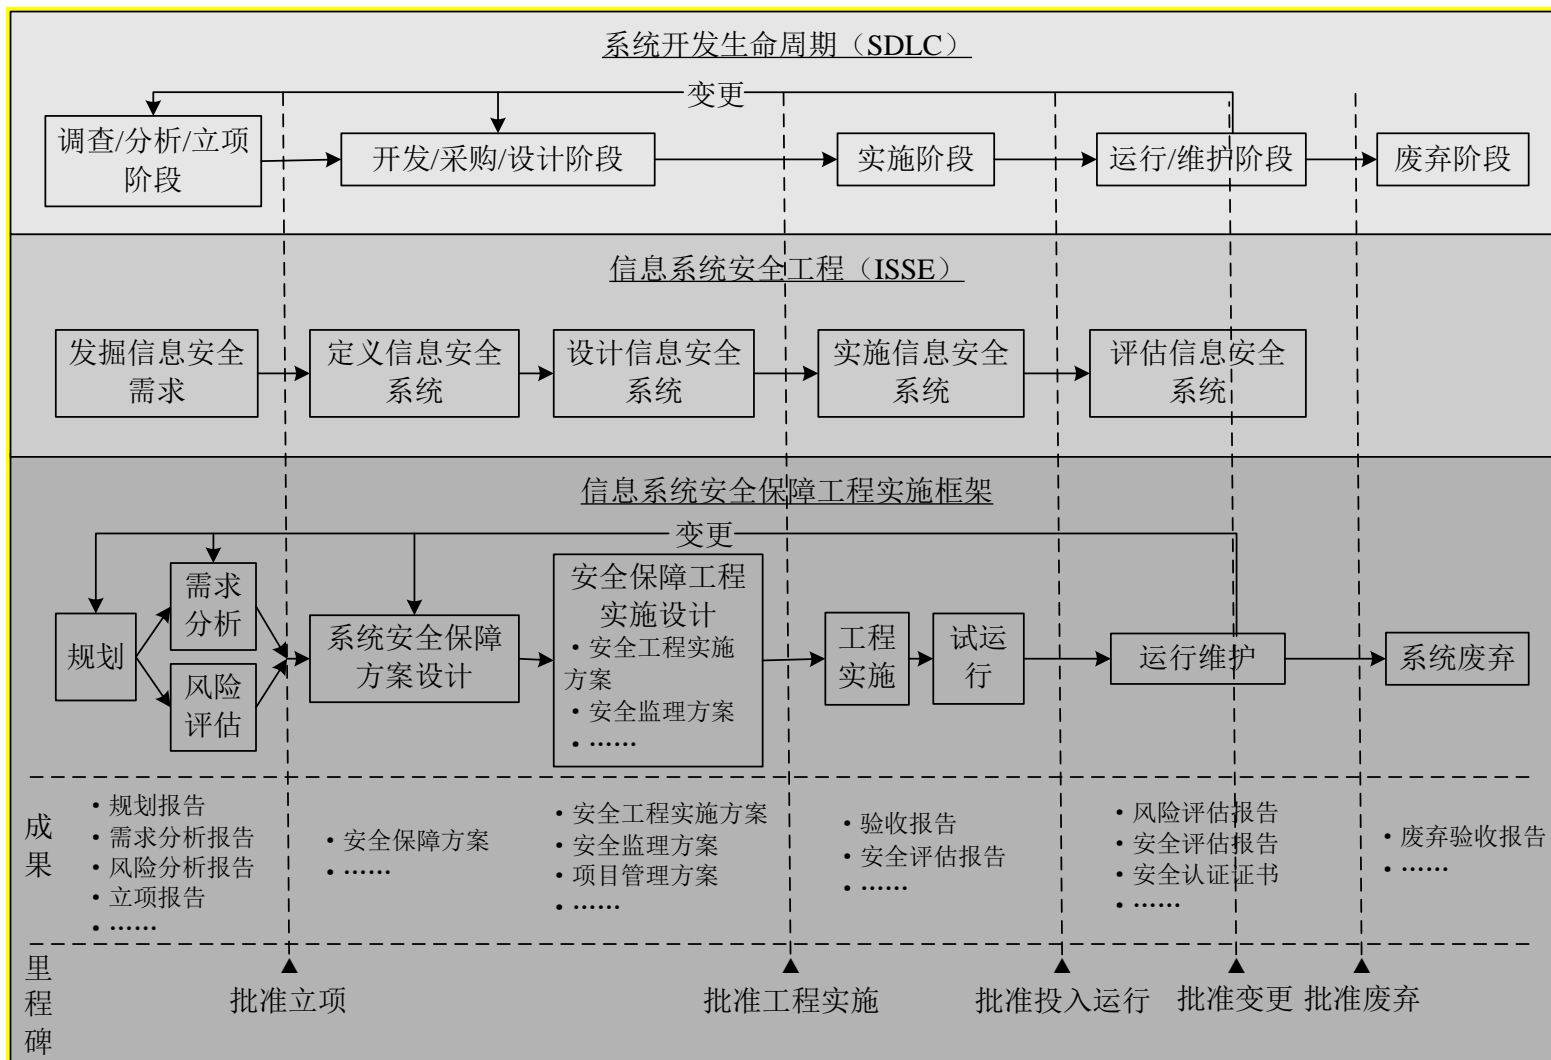 系统开发生命周期（SDLC）
变更
调查/分析/立项
阶段
开发/采购/设计阶段
实施阶段
运行/维护阶段
废弃阶段
信息系统安全工程（ISSE）
发掘信息安全
需求
定义信息安全
系统
设计信息安全
系统
实施信息安全
系统
评估信息安全
系统
信息系统安全保障工程实施框架
变更
规划
需求
分析
风险
评估
系统安全保障
方案设计
安全保障工程
实施设计
• 安全工程实施
方案
• 安全监理方案
• ……
工程
实施
试运
行
运行维护
系统废弃
成
果
• 规划报告
• 需求分析报告
• 风险分析报告
• 立项报告
• ……
• 安全保障方案
• ……
• 安全工程实施方案
• 安全监理方案
• 项目管理方案
• ……
• 验收报告
• 安全评估报告
• ……
• 风险评估报告
• 安全评估报告
• 安全认证证书
• ……
• 废弃验收报告
• ……
里
程
碑
批准立项
批准工程实施
批准投入运行
批准变更
批准废弃